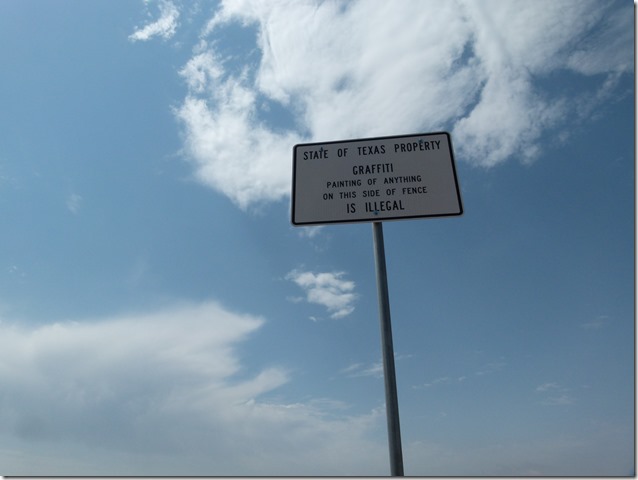 STATE OF TEXAS PROPERTY
GRAFFITI
PAINTING OF ANYTHING
ON THIS SIDE OF FENCE
IS ILLEGAL